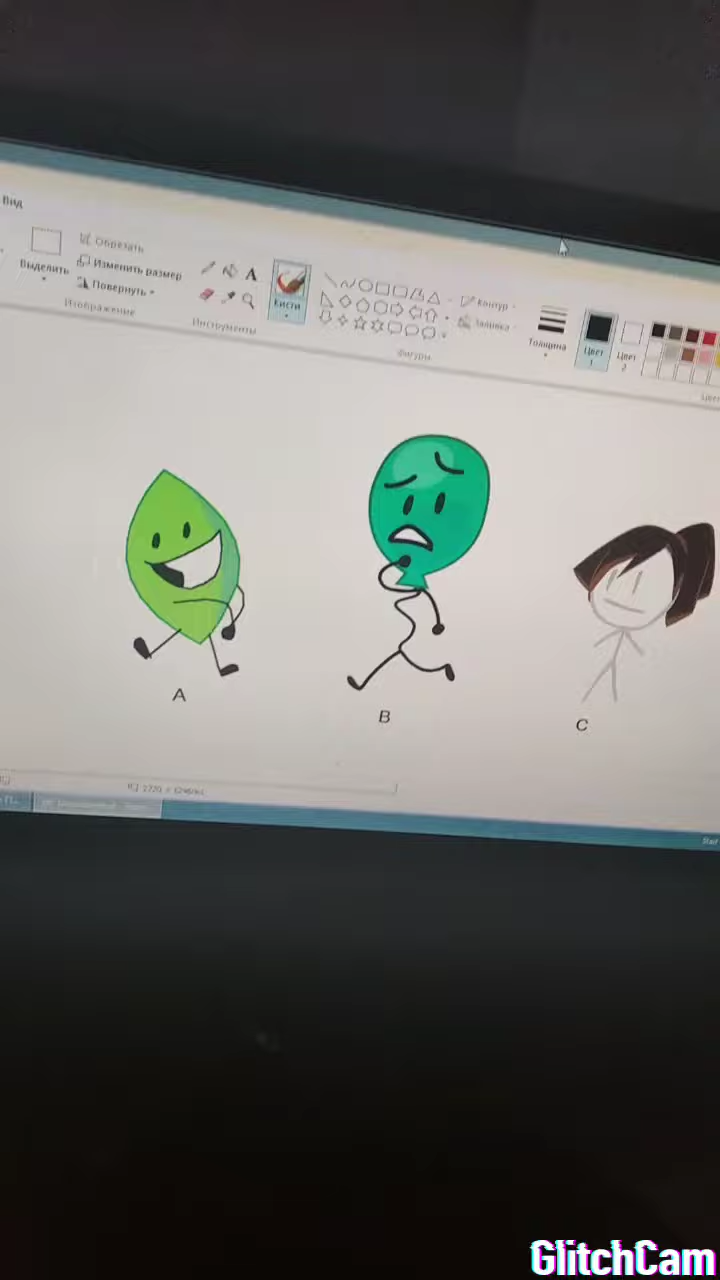 Вид
Выделить
Обрезать
Изменить размер
Повернуть
Изображение
A
Инструменты
Кисти
Фигуры
Контур
Заливка
Толщина
Цвет
1
Цвет
2
A
B
C
GlitchCam